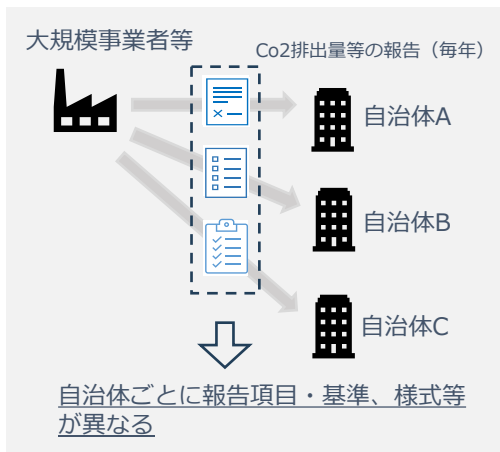 大規模事業者等
Co2排出量等の報告（毎年）
自治体A
自治体B
自治体C
自治体ごとに報告項目・基準、様式等
が異なる